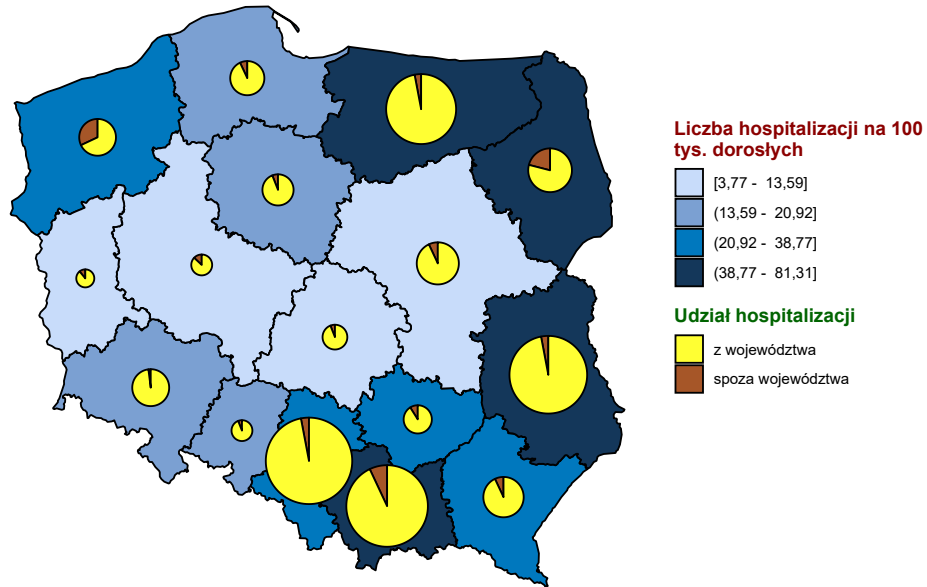 Liczba hospitalizacji na 100
tys. dorosłych
[3,77 - 13,59]
(13,59 - 20,92]
(20,92 - 38,77]
(38,77 - 81,31]
Udział hospitalizacji
z województwa
spoza województwa